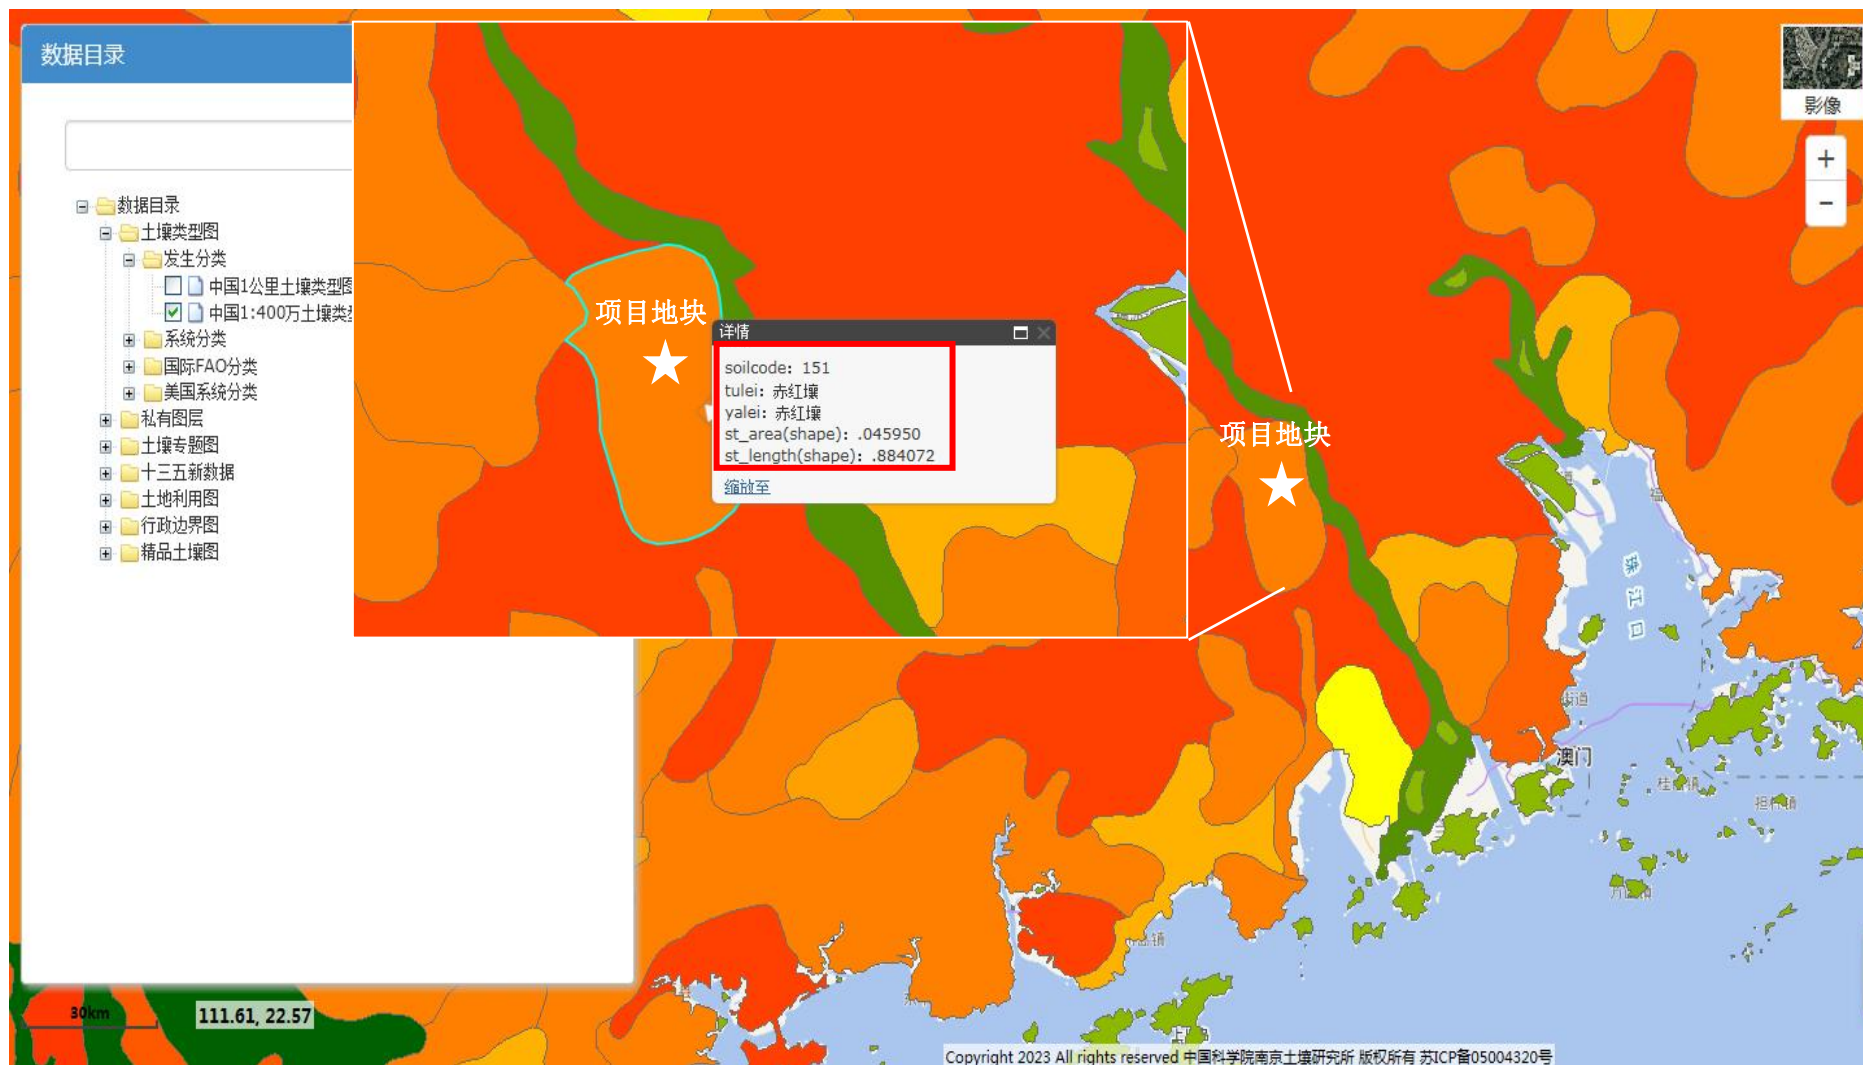 数据目录
数据目录
土壤类型图
发生分类
中国1公里土壤类型图
中国1:400万土壤类
系统分类
国际FAO分类
美国系统分类
私有图层
土壤专题图
十三五新数据
土地利用图
行政边界图
精品土壤图
项目地块
详情
soilcode: 151
tulei: 赤红壤
yalei: 赤红壤
st_area(shape): .045950
st_length(shape): .884072
缩放至
影像
+
−
项目地块
珠江口
街道
澳门
担杆镇
30km
111.61, 22.57
Copyright 2023 All rights reserved 中国科学院南京土壤研究所 版权所有 苏ICP备05004320号